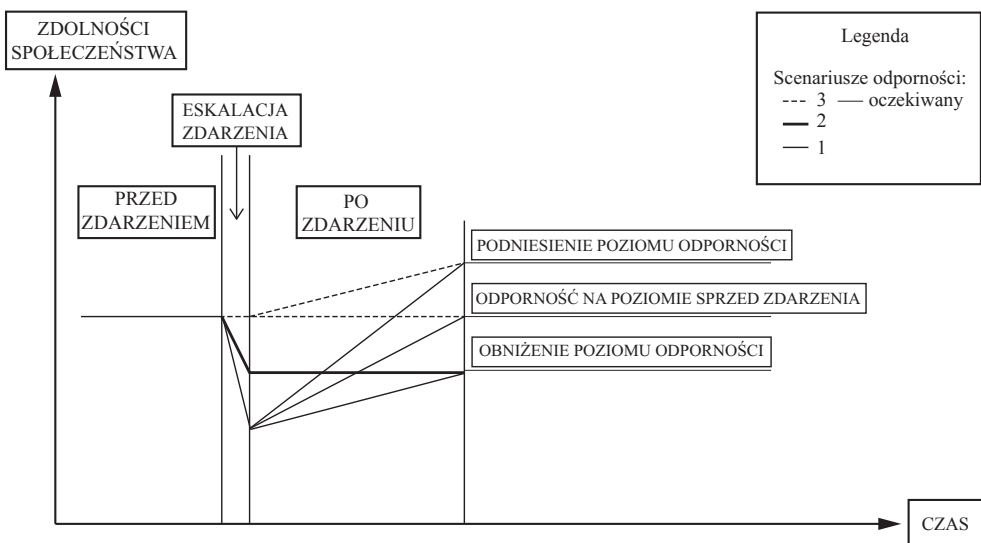 ZDOLNOŚCI
SPOŁECZEŃSTWA
ESKALACJA
ZDARZENIA
PRZED
ZDARZENIEM
PO
ZDARZENIU
Legenda
Scenariusze odporności:
3 oczekiwany
2
1
PODNIESIENIE POZIOMU ODPORNOŚCI
ODPORNOŚĆ NA POZIOMIE SPRZED ZDARZENIA
OBNIŻENIE POZIOMU ODPORNOŚCI
CZAS